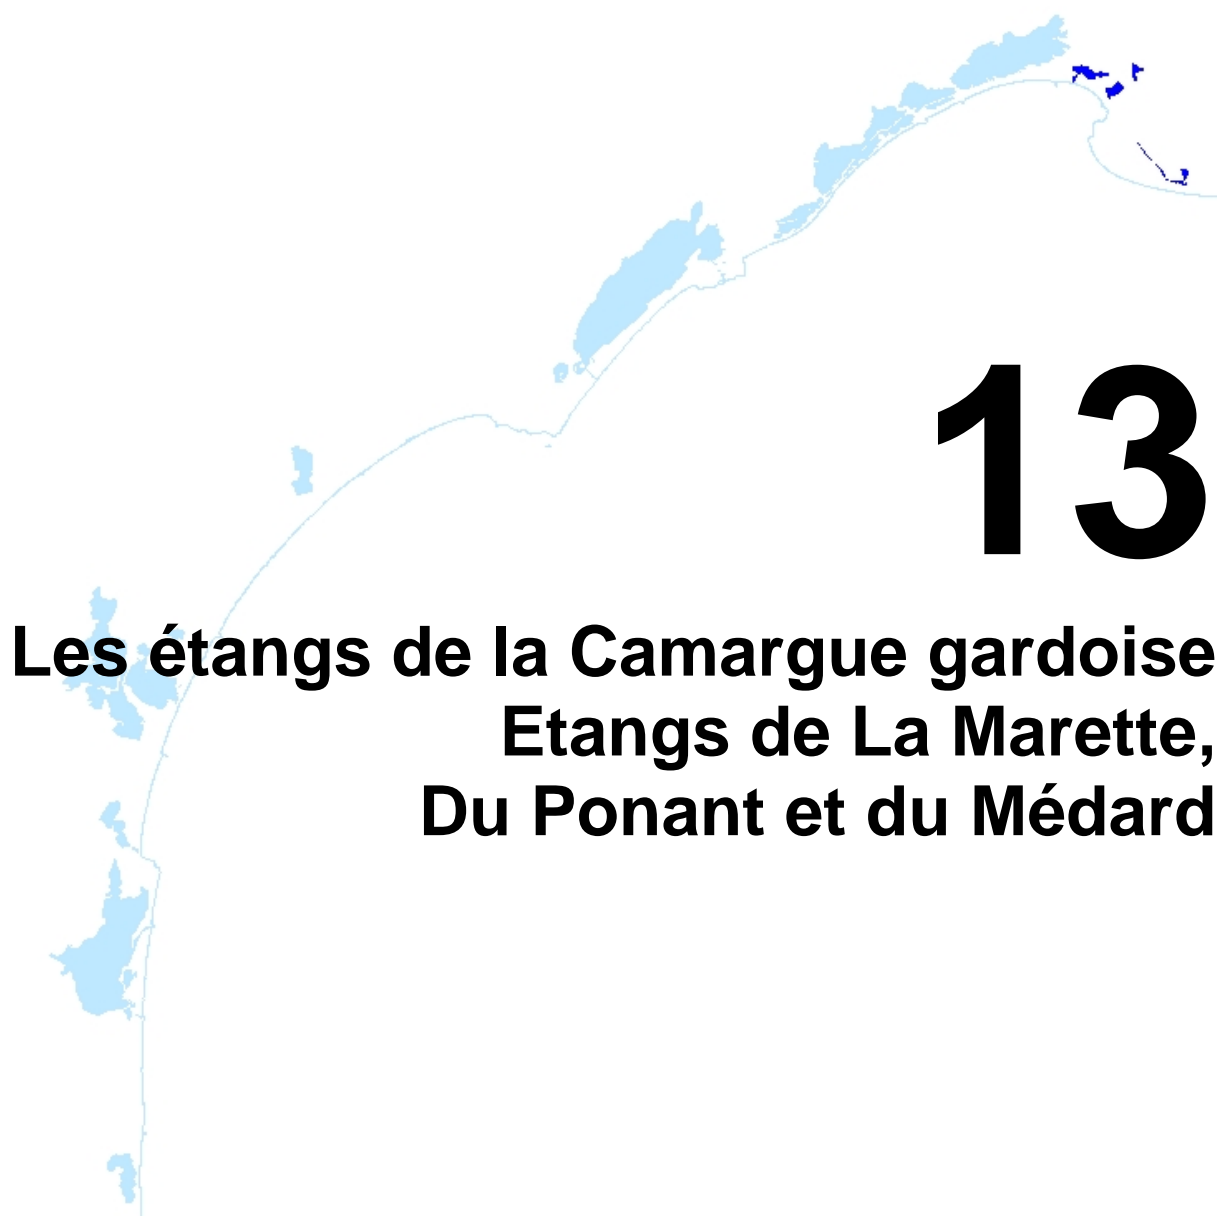 13
Les étangs de la Camargue gardoise
Etangs de La Marette,
Du Ponant et du Médard